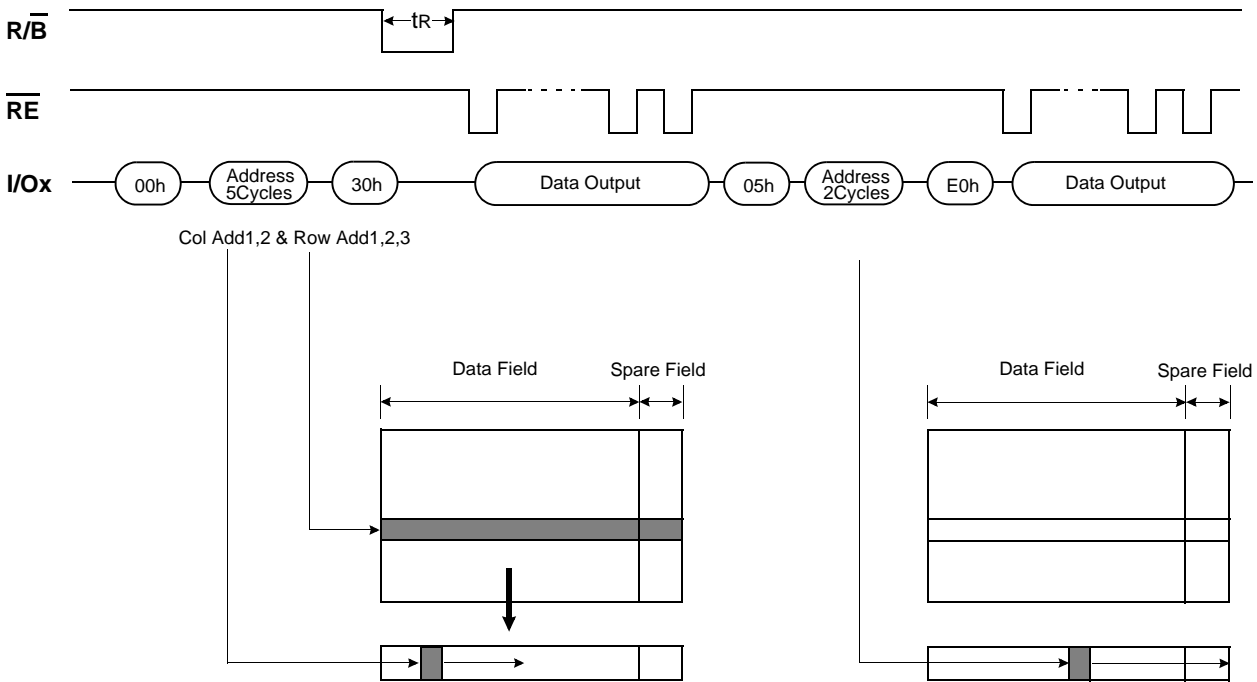 R/B̅
tR
R̅E̅
I/Ox
00h
Address
5Cycles
30h
Data Output
05h
Address
2Cycles
E0h
Data Output
Col Add1,2 & Row Add1,2,3
Data Field
Spare Field
Data Field
Spare Field